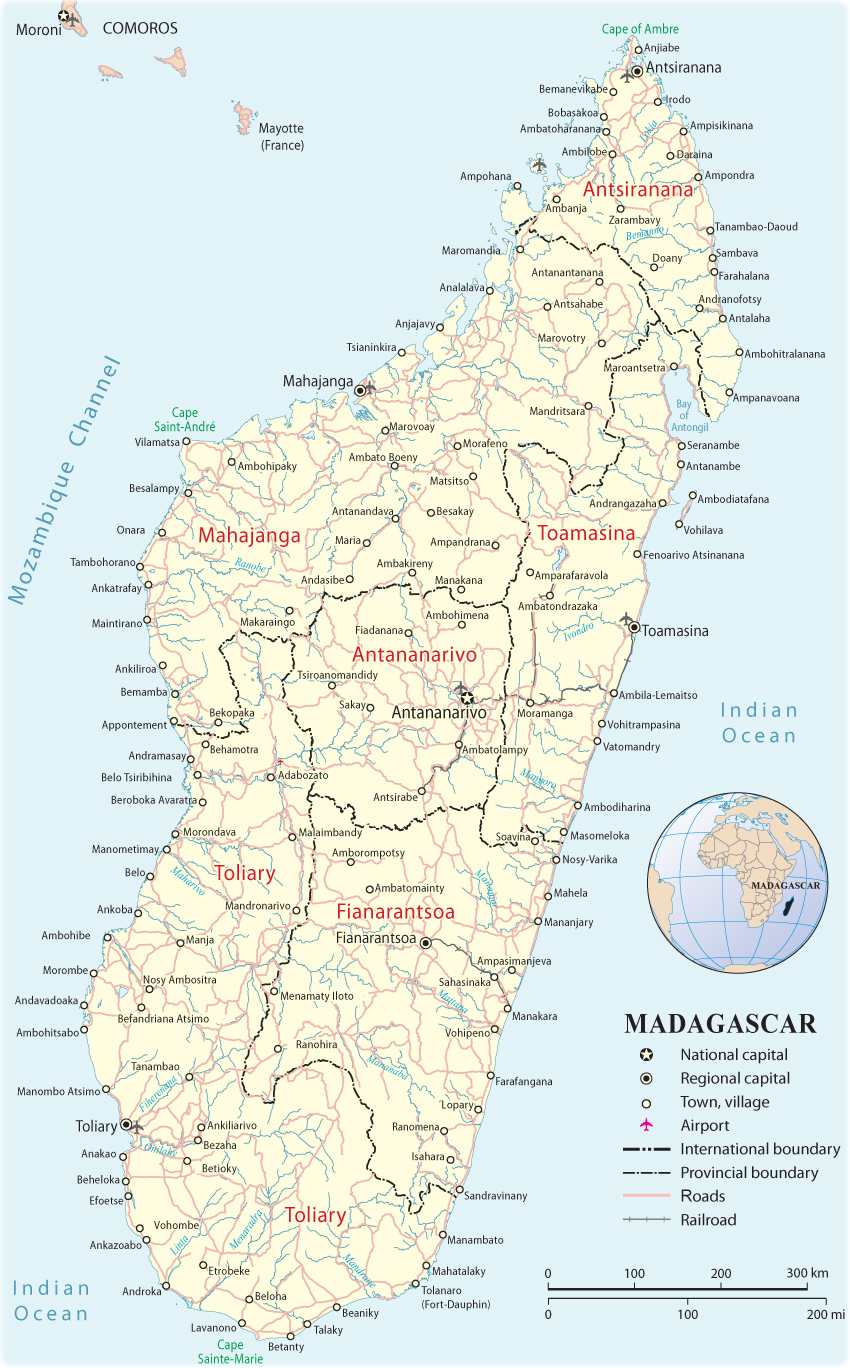 Moroni
COMOROS
Mayotte
(France)
Cape of Ambre
Anjiabe
Antsiranana
Bemanevikabe
Irodo
Bobasakoa
Ambatoharanana
Ampisikinana
Lokia
Ambilobe
Daraina
Ampohana
Ampondra
Antsiranana
Ambanja
Zarambavy
Tanambao-Daoud
Bemarivo
Maromandia
Doany
Sambava
Farahalana
Antanantanana
Analalava
Antsahabe
Andranofotsy
Antalaha
Anjajavy
Marovotry
Tsianinkira
Ambohitralanana
Maroantsetra
Mahajanga
Ampanavoana
Mozambique Channel
Cape
Saint-André
Mandritsara
Bay
of
Antongil
Vilamatsa
Marovoay
Morafeno
Seranambe
Ambohipaky
Ambato Boeny
Antanambe
Matsitso
Besalampy
Ambodiatafana
Andrangazaha
Antanandava
Besakay
Vohilava
Onara
Mahajanga
Maria
Ampandrana
Toamasina
Fenoarivo Atsinanana
Tambohorano
Ranobe
Ambakireny
Amparafaravola
Ankatrafay
Andasibe
Manakana
Ambatondrazaka
Maintirano
Makaraingo
Ambohimena
Fiadanana
Ivondro
Toamasina
Antananarivo
Ankiliroa
Tsiroanomandidy
Bemamba
Ambila-Lemaitso
Sakay
Antananarivo
Moramanga
Indian
Ocean
Bekopaka
Appontement
Vohitrampasina
Behamotra
Vatomandry
Andramasay
Ambatolampy
Belo Tsiribihina
Adabozato
Mangoro
Beroboka Avaratra
Antsirabe
Ambodiharina
Morondava
Malaimbandy
Soavina
Masomeloka
Manometimay
Amborompotsy
Nosy-Varika
Belo
Toliary
Maharivo
Ambatomainty
MADAGASCAR
Mahela
Ankoba
Mandronarivo
Fianarantsoa
Mananjary
Ambohibe
Manja
Fianarantsoa
Ampasimanjeva
Morombe
Nosy Ambositra
Sahasinaka
Menamaty Iloto
Matitana
Andavadoaka
Befandriana Atsimo
Manakara
Ambohitsabo
Vohipeno
Ranohira
Tanambao
Mananaba
Fiherenana
Farafangana
Manombo Atsimo
Lopary
Toliary
Ankiliarivo
Ranomena
Bezaha
Onilahy
Anakao
Betioky
Isahara
Beheloka
Efoetse
Sandravinany
Toliary
Vohombe
Linta
Menarandra
Manambato
Ankazoabo
Etrobeke
Mandrare
Mahatalaky
Androka
Beloha
Tolanaro
(Fort-Dauphin)
Beaniky
Lavanono
Talaky
Betanty
Cape
Sainte-Marie
Indian
Ocean
MADAGASCAR
National capital
Regional capital
Town, village
Airport
International boundary
Provincial boundary
Roads
Railroad
0 100 200 300 km
0 100 200 mi